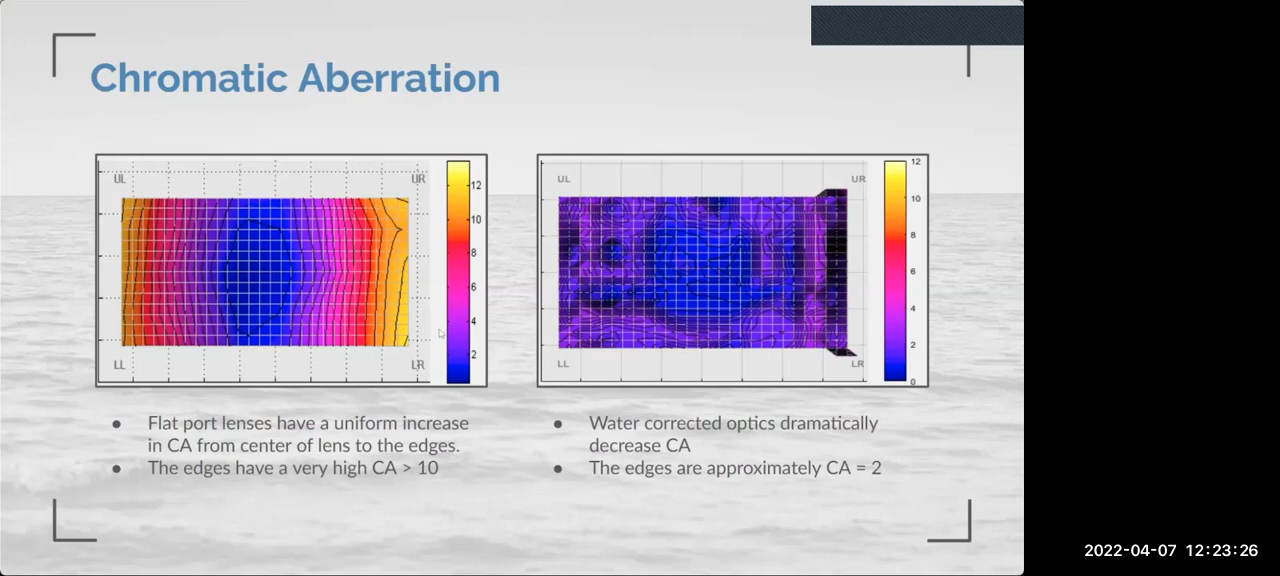 Chromatic Aberration
UL UR
12
10
8
6
4
2
LL LR
UL UR
12
10
8
6
4
2
0
LL LR
● Flat port lenses have a uniform increase
in CA from center of lens to the edges.
● The edges have a very high CA > 10
● Water corrected optics dramatically
decrease CA
● The edges are approximately CA = 2
2022-04-07 12:23:26